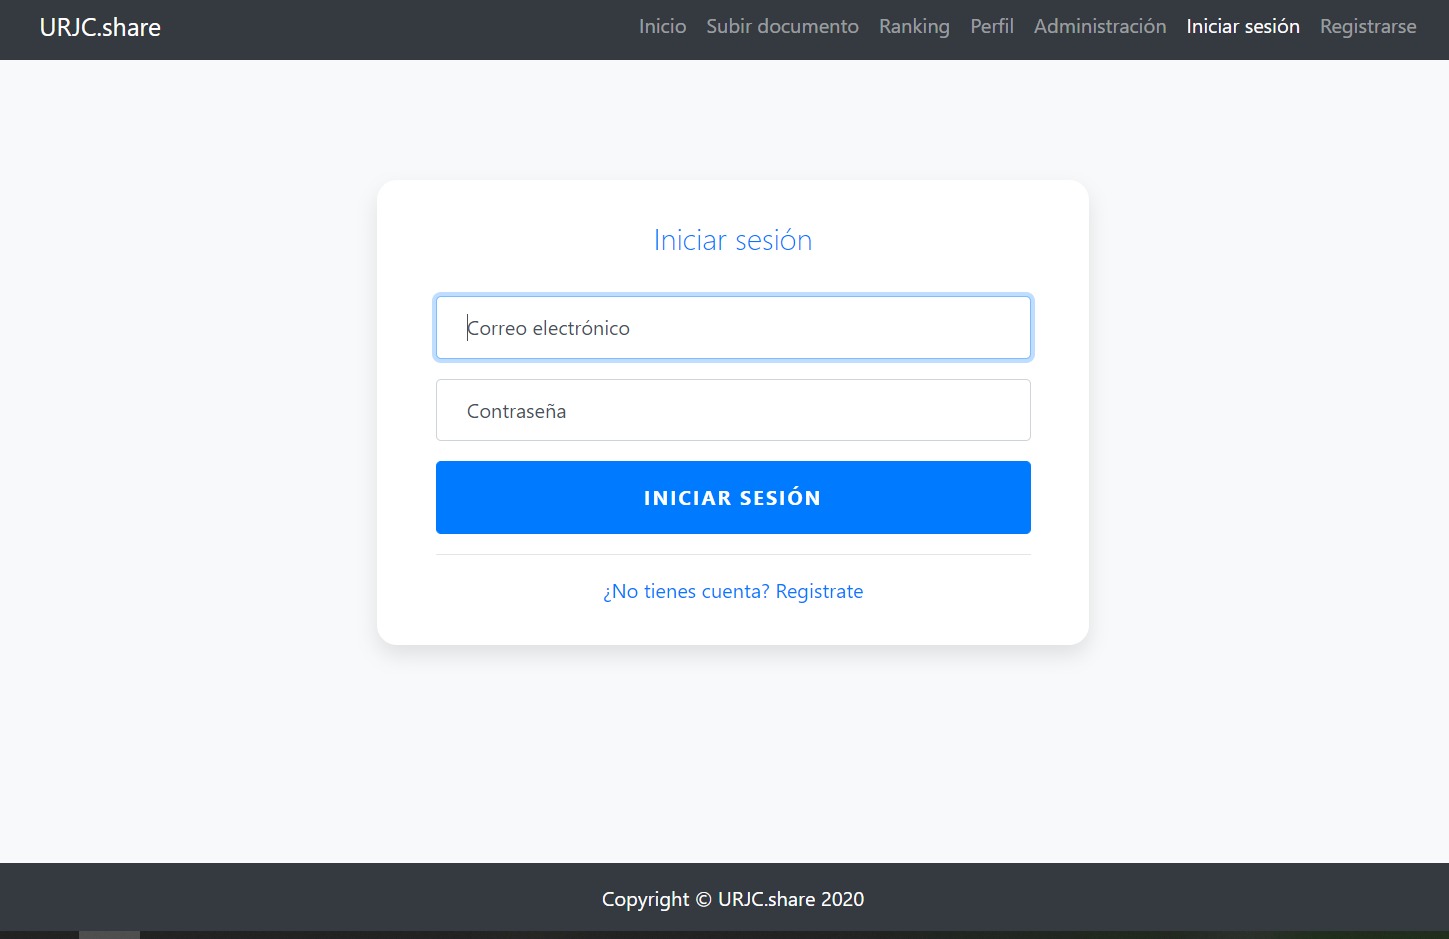 URJC.share
Inicio Subir documento Ranking Perfil Administración Iniciar sesión Registrarse
Iniciar sesión
Correo electrónico
Contraseña
INICIAR SESIÓN
¿No tienes cuenta? Registrate
Copyright © URJC.share 2020